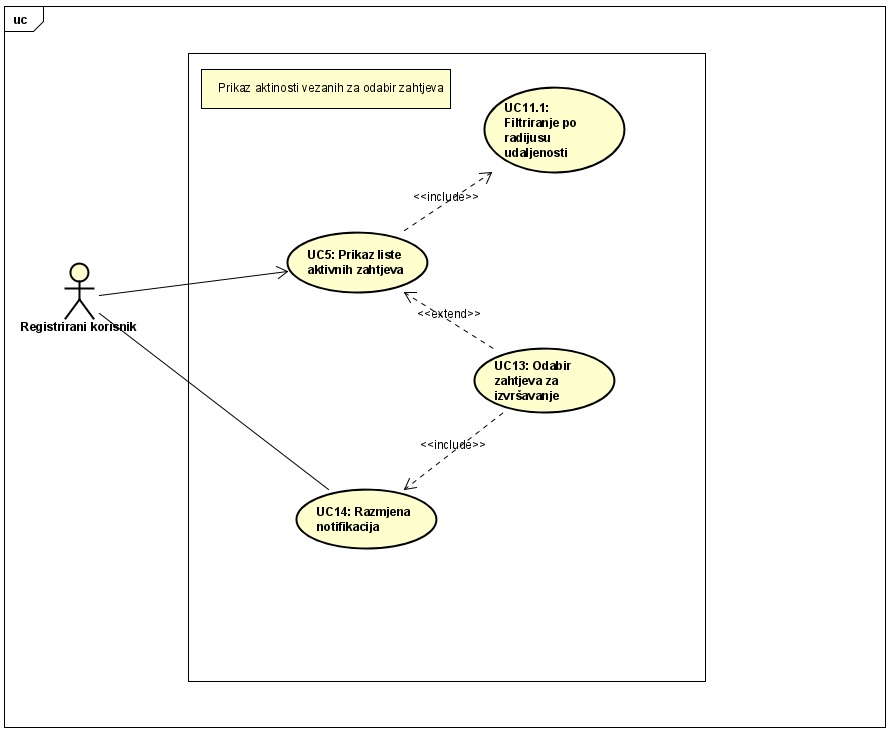 uc
Prikaz aktinosti vezanih za odabir zahtjeva
UC11.1:
Filtriranje po
radijusu
udaljenosti
<<include>>
UC5: Prikaz liste
aktivnih zahtjeva
Registrirani korisnik
<<extend>>
UC13: Odabir
zahtjeva za
izvršavanje
<<include>>
UC14: Razmjena
notifikacija